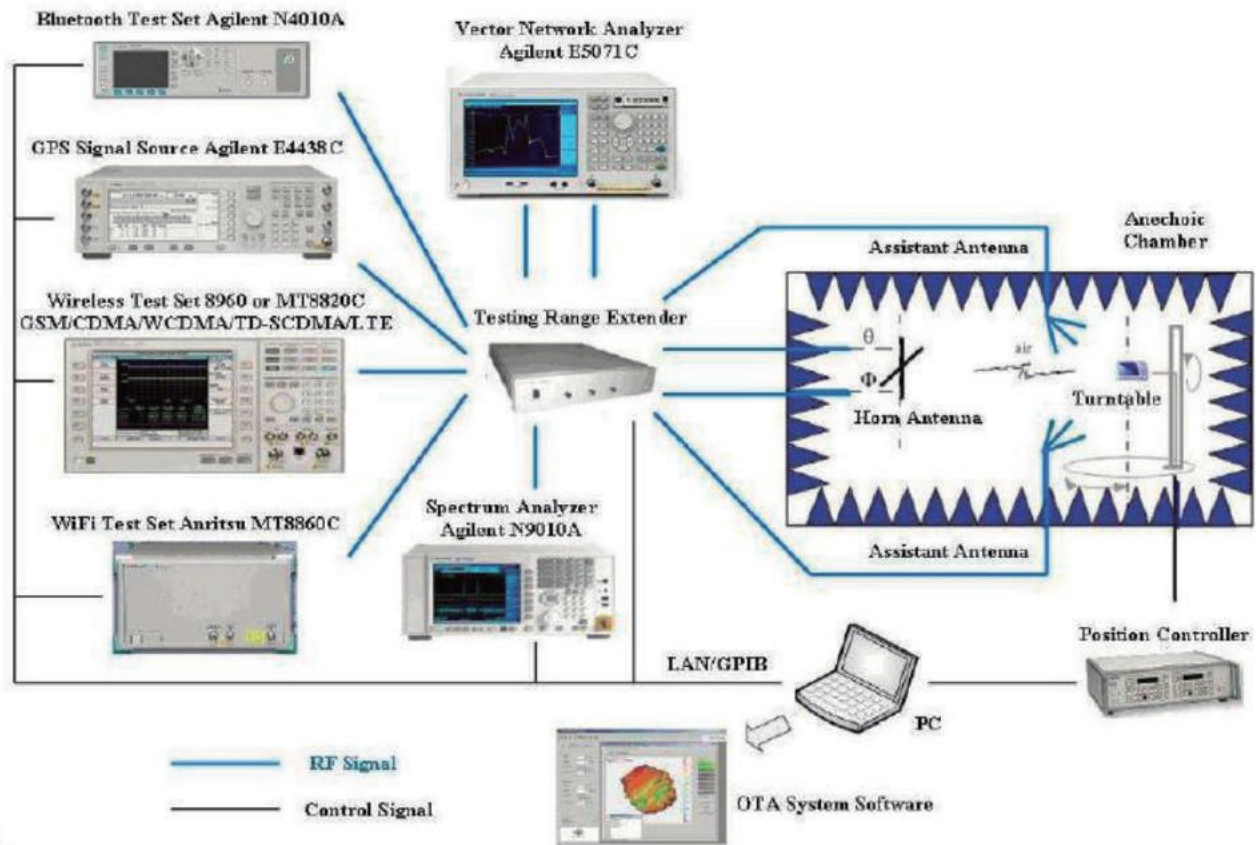 Bluetooth Test Set Agilent N4010A
Vector Network Analyzer
Agilent E5071C
GPS Signal Source Agilent E4438C
Anechoic
Chamber
Assistant Antenna
Wireless Test Set 8960 or MT8820C
GSM/CDMA/WCDMA/TD-SCDMA/LTE
Testing Range Extender
θ
air
Φ
Turntable
Horn Antenna
WiFi Test Set Anritsu MT8860C
Spectrum Analyzer
Agilent N9010A
Assistant Antenna
Position Controller
LAN/GPIB
PC
RF Signal
Control Signal
OTA System Software